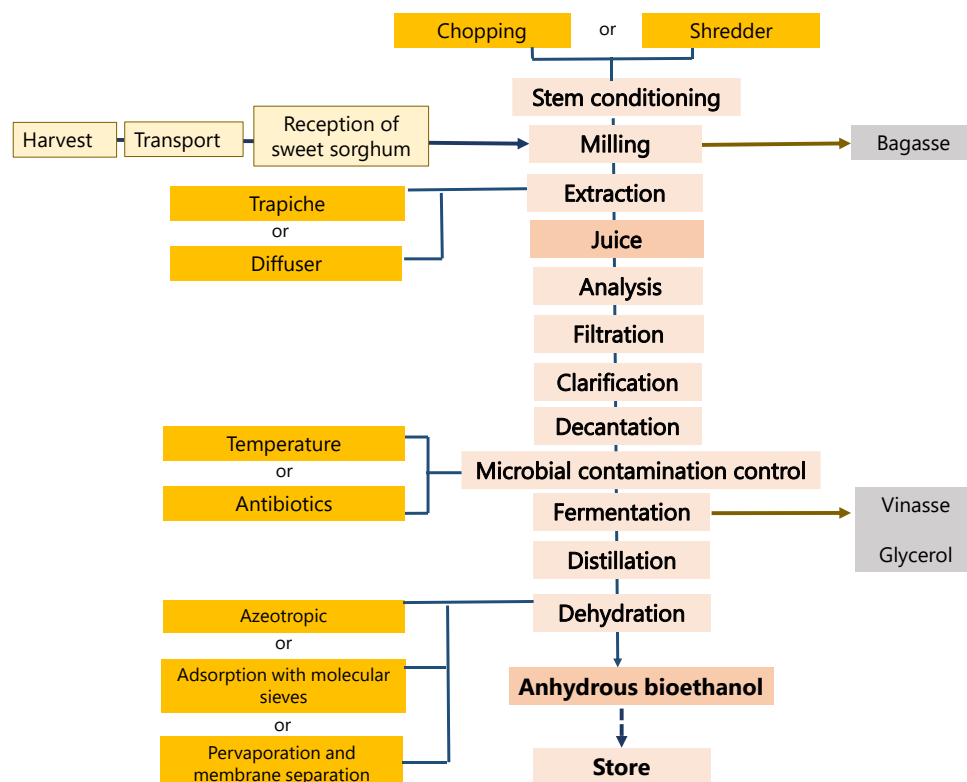 Chopping
or
Shredder
Stem conditioning
Harvest
Transport
Reception of
sweet sorghum
Milling
Bagasse
Extraction
Trapiche
or
Diffuser
Juice
Analysis
Filtration
Clarification
Decantation
Temperature
or
Antibiotics
Microbial contamination control
Fermentation
Vinasse
Glycerol
Distillation
Dehydration
Azeotropic
or
Adsorption with molecular
sieves
or
Pervaporation and
membrane separation
Anhydrous bioethanol
Store